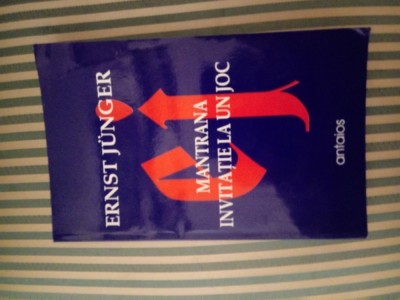 ERNST JÜNGER
MANTRANA
INVITAȚIE LA UN JOC
antaios